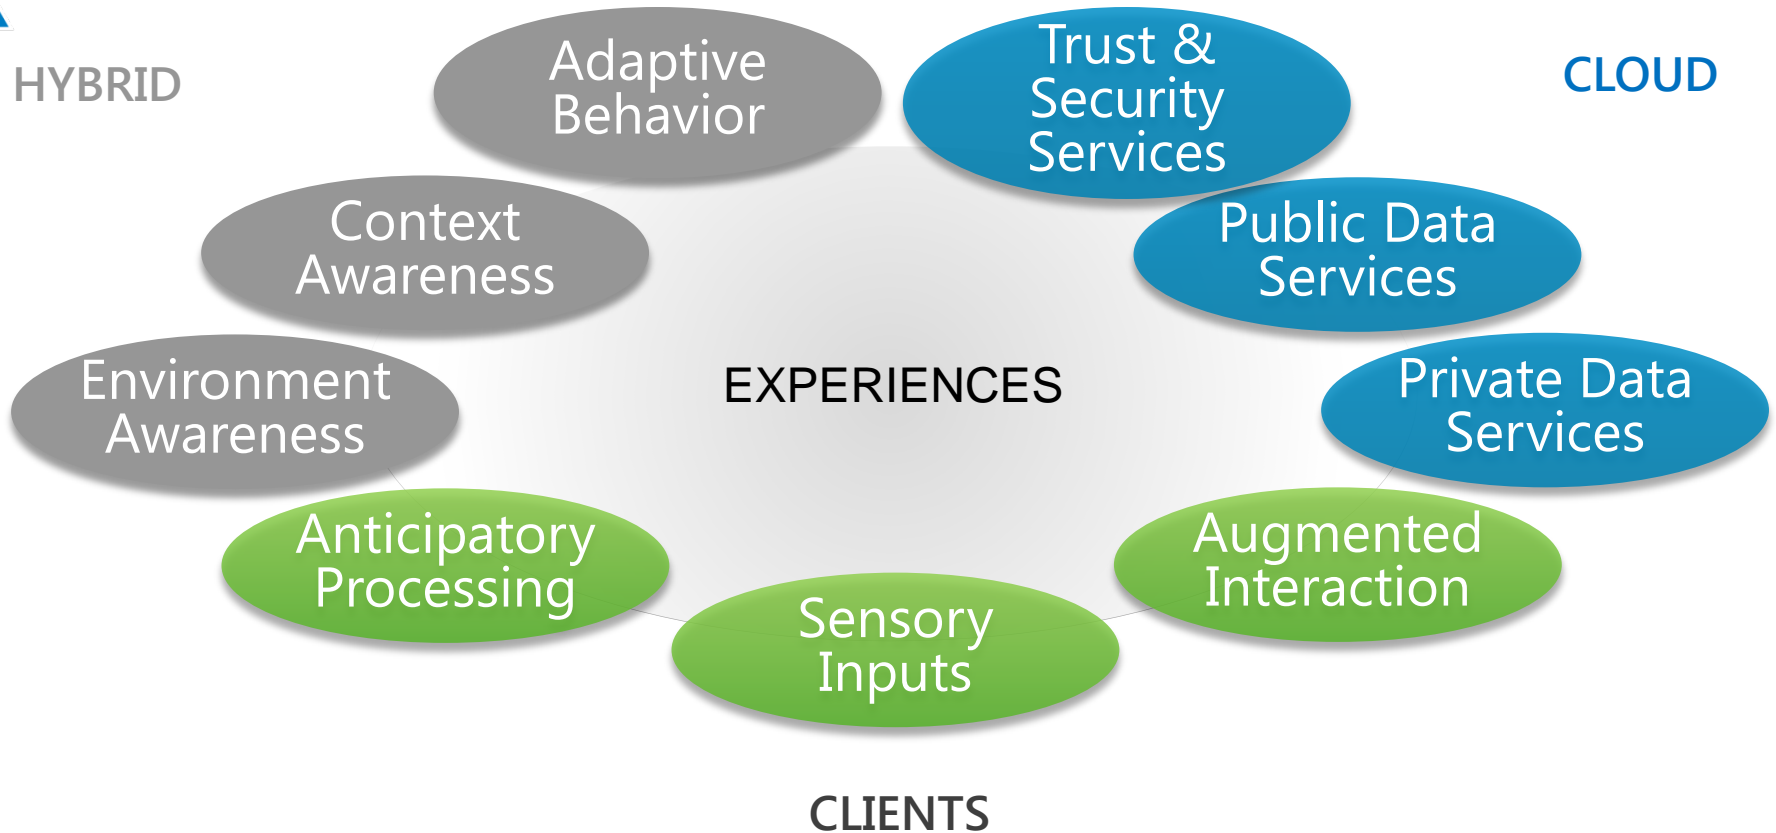 HYBRID
Adaptive
Behavior
Trust &
Security
Services
CLOUD
Context
Awareness
Public Data
Services
Environment
Awareness
EXPERIENCES
Private Data
Services
Anticipatory
Processing
Sensory
Inputs
Augmented
Interaction
CLIENTS